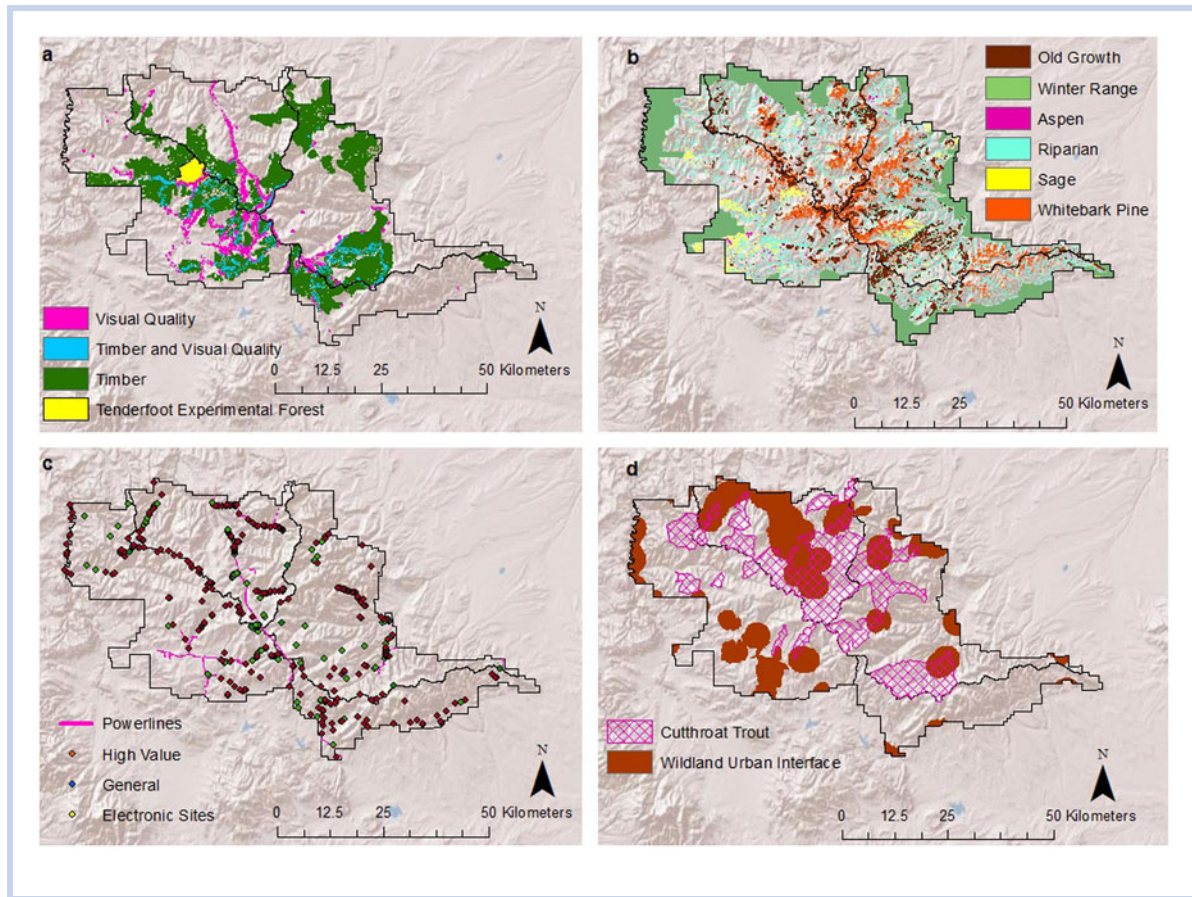 a
Visual Quality
Timber and Visual Quality
Timber
Tenderfoot Experimental Forest
N
0 12.5 25 50 Kilometers
b
Old Growth
Winter Range
Aspen
Riparian
Sage
Whitebark Pine
N
0 12.5 25 50 Kilometers
c
Powerlines
High Value
General
Electronic Sites
N
0 12.5 25 50 Kilometers
d
Cutthroat Trout
Wildland Urban Interface
N
0 12.5 25 50 Kilometers